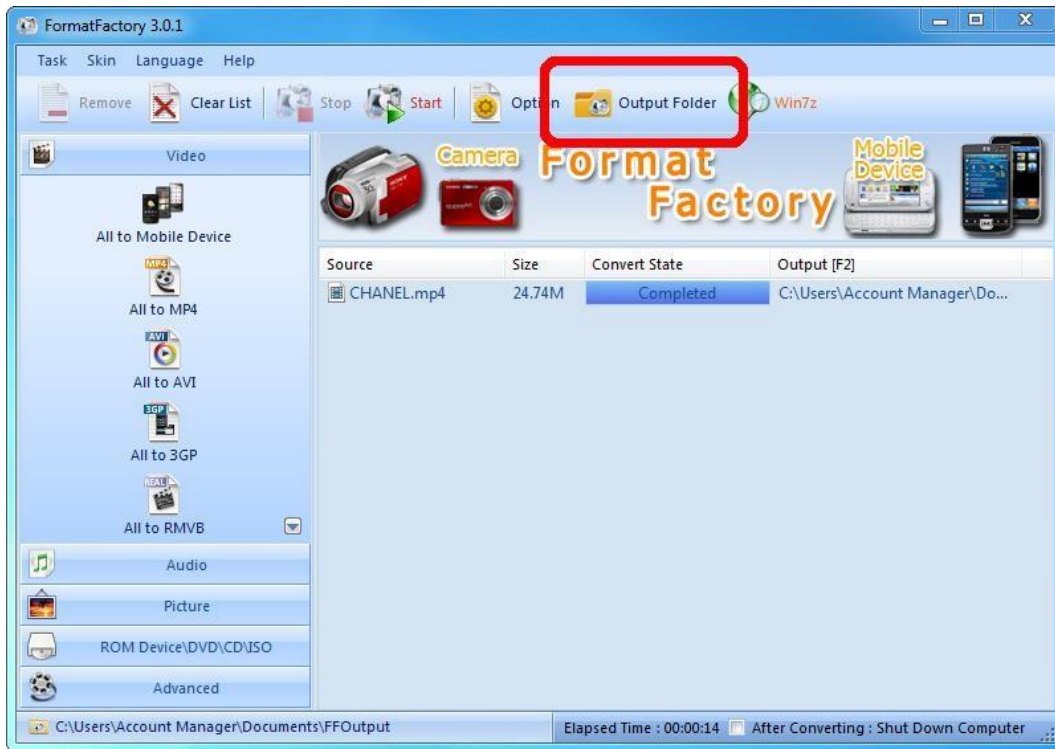 FormatFactory 3.0.1
Task Skin Language Help
Remove Clear List Stop Start Option Output Folder Win7z
Video
All to Mobile Device
MP4
All to MP4
AVI
All to AVI
3GP
All to 3GP
REAL
All to RMVB
Audio
Picture
ROM Device\DVD\CD\ISO
Advanced
Camera Format Factory Mobile Device
Source Size Convert State Output [F2]
CHANEL.mp4 24.74M Completed C:\Users\Account Manager\Do...
C:\Users\Account Manager\Documents\FFOutput Elapsed Time : 00:00:14 After Converting : Shut Down Computer